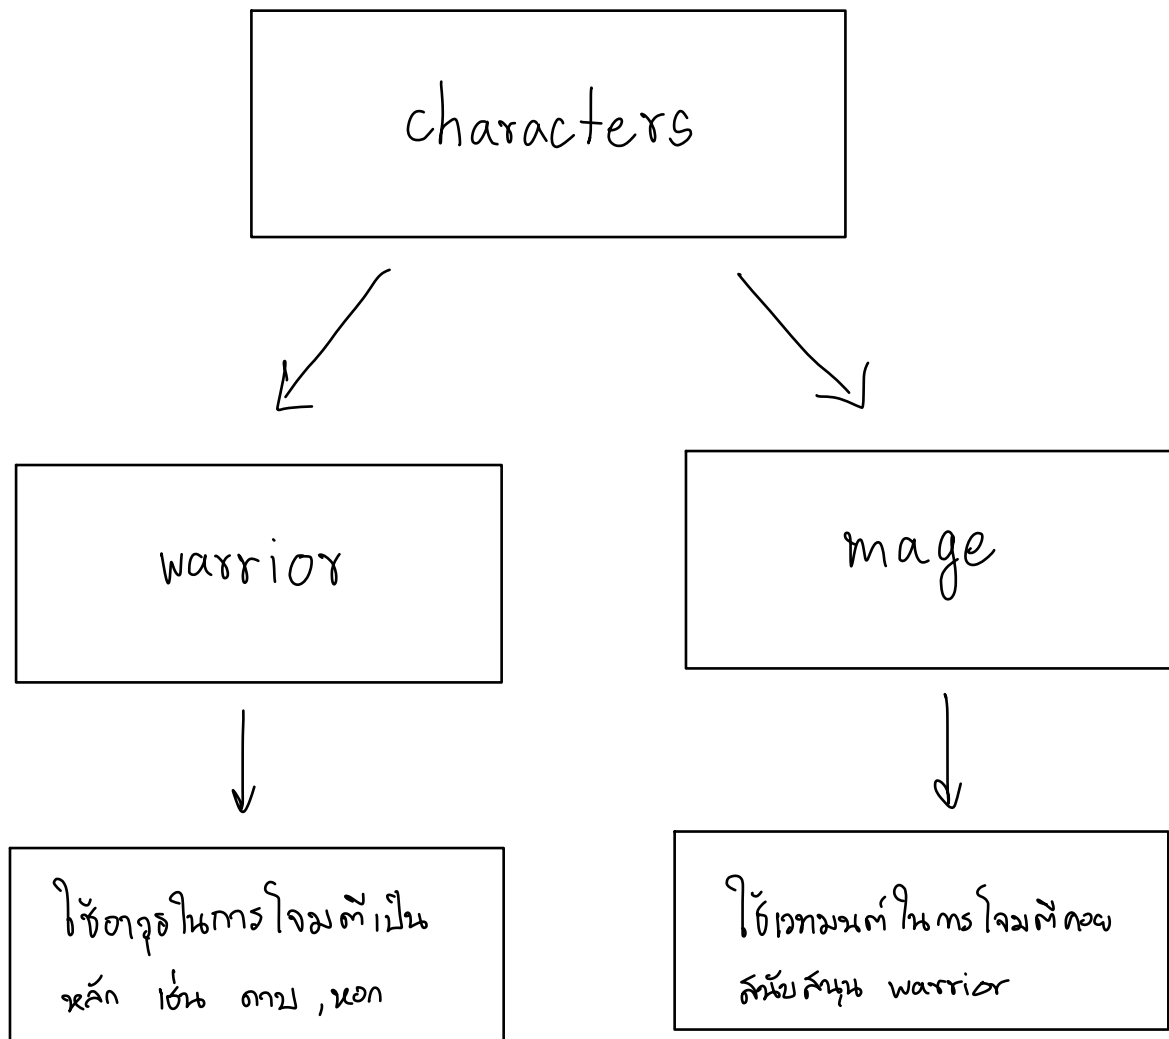 characters
warrior
mage
ใช้อาวุธในการโจมตีเป็น
หลัก เช่น ดาบ , หอก
ใช้เวทมนต์ในการโจมตีคอย
สนับสนุน warrior